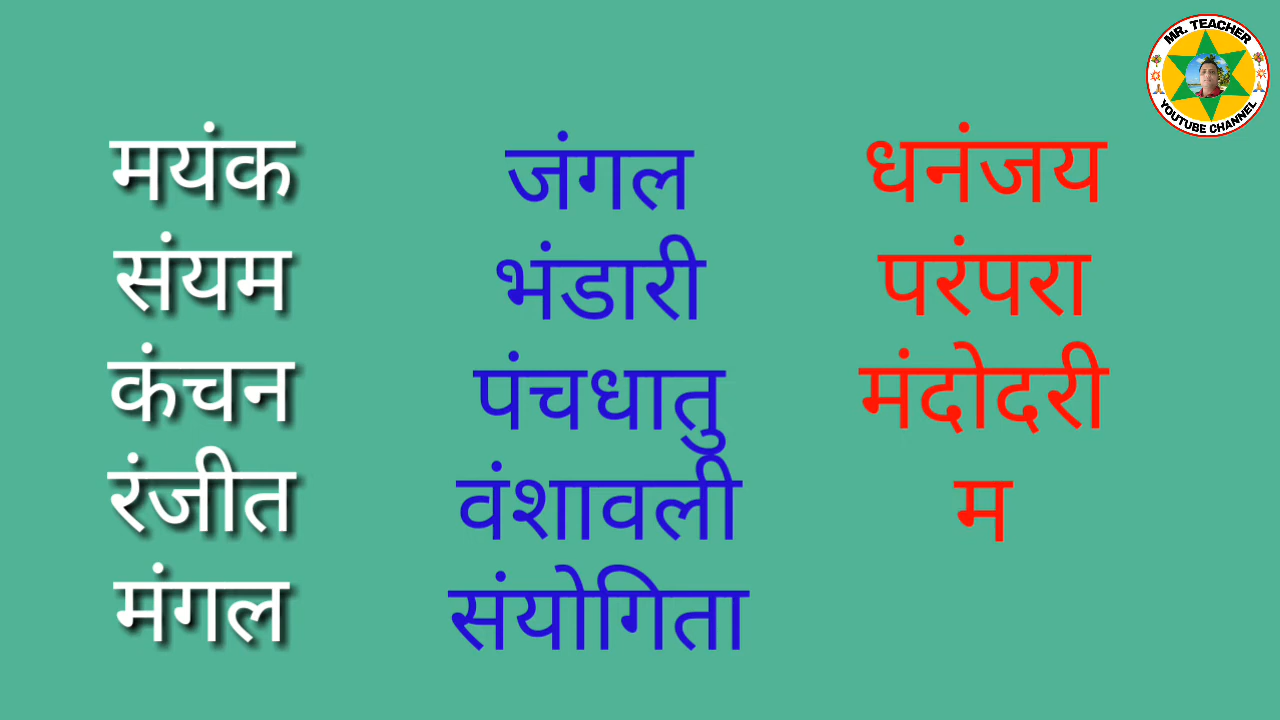 मयंक
संयम
कंचन
रंजीत
मंगल
जंगल
भंडारी
पंचधातु
वंशावली
संयोगिता
धनंजय
परंपरा
मंदोदरी
म
MR. TEACHER
YOUTUBE CHANNEL